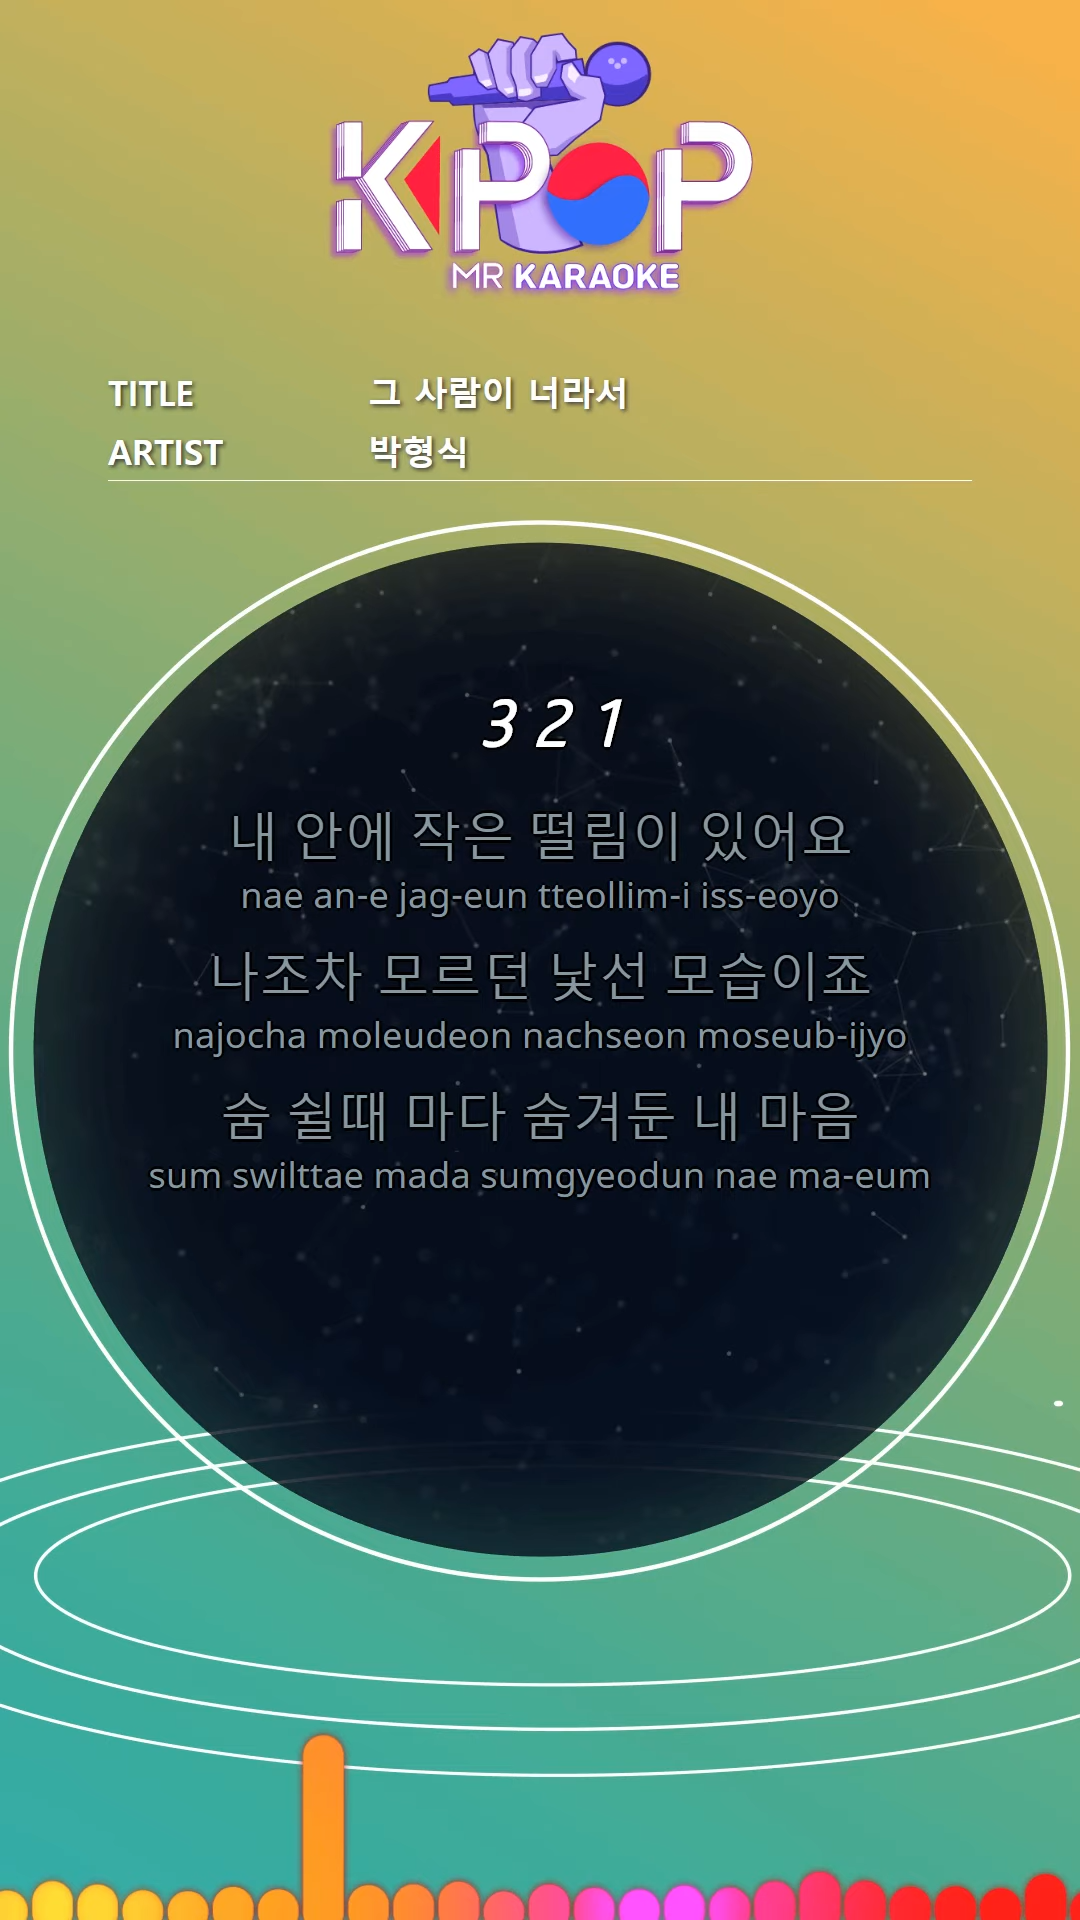 KPOP
MR KARAOKE
TITLE 그 사람이 너라서
ARTIST 박형식
3 2 1
내 안에 작은 떨림이 있어요
nae an-e jag-eun tteollim-i iss-eoyo
나조차 모르던 낯선 모습이죠
najocha moleudeon nachseon moseub-ijyo
숨 쉴때 마다 숨겨둔 내 마음
sum swilttae mada sumgyeodun nae ma-eum